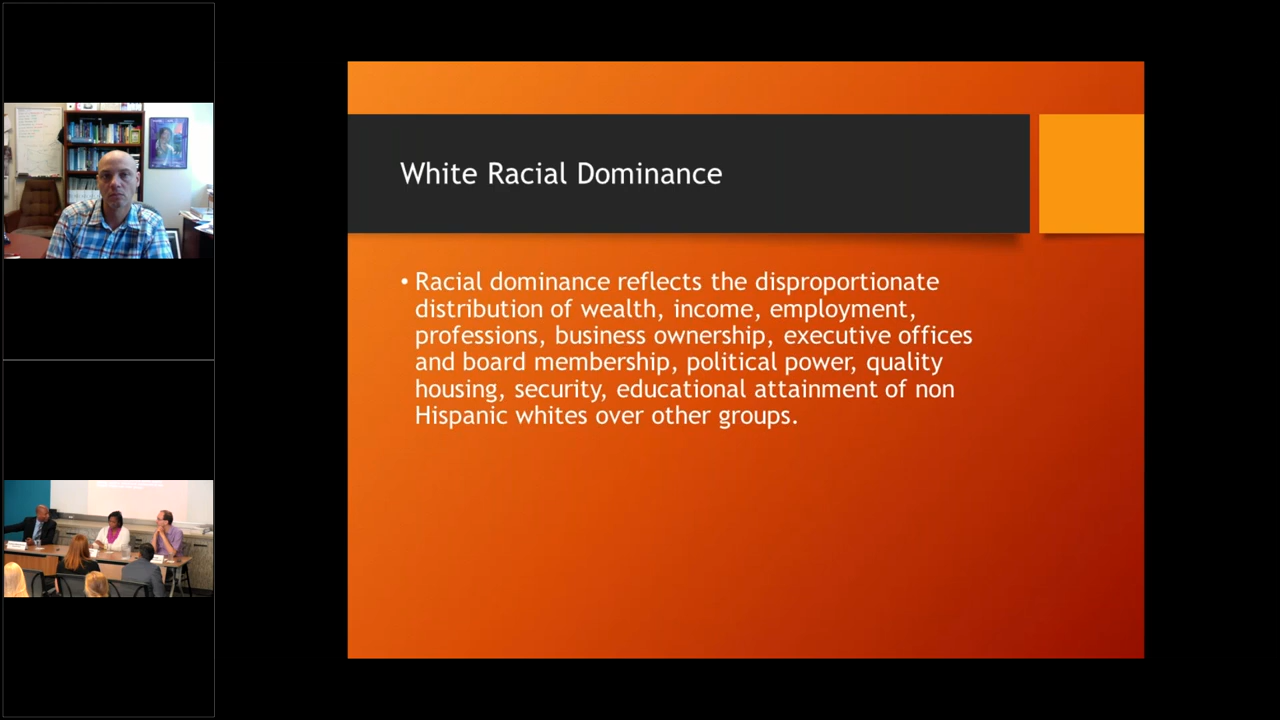 White Racial Dominance
• Racial dominance reflects the disproportionate
distribution of wealth, income, employment,
professions, business ownership, executive offices
and board membership, political power, quality
housing, security, educational attainment of non
Hispanic whites over other groups.